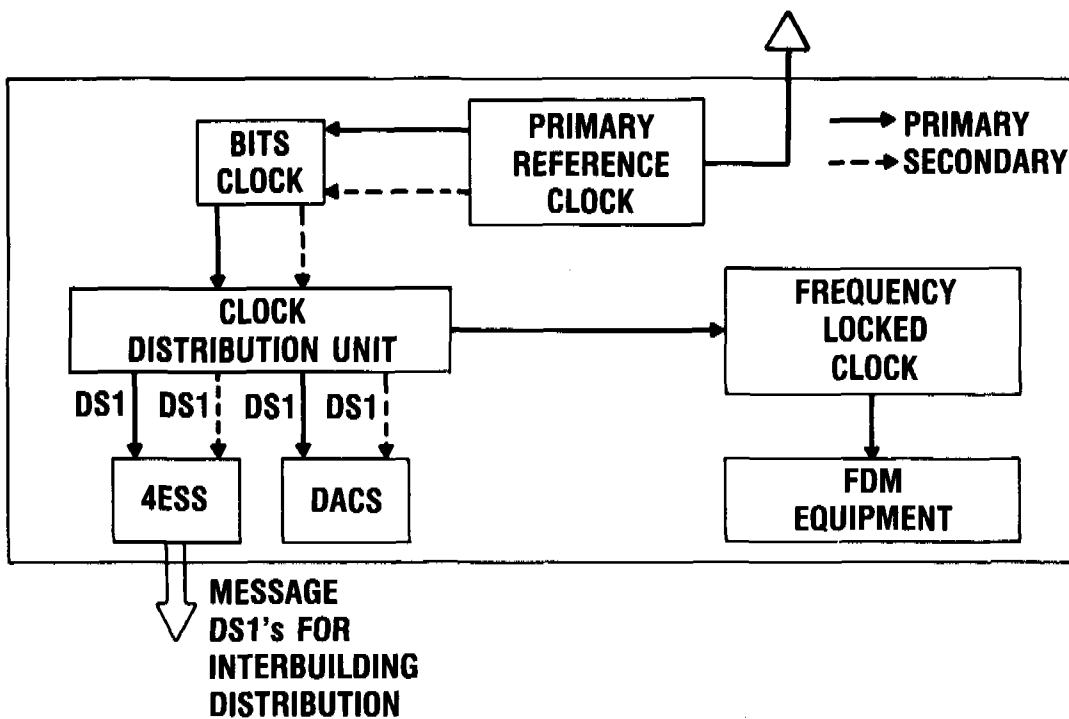 BITS
CLOCK
PRIMARY
REFERENCE
CLOCK
PRIMARY
SECONDARY
CLOCK
DISTRIBUTION UNIT
FREQUENCY
LOCKED
CLOCK
DS1 DS1 DS1 DS1
4ESS
DACS
FDM
EQUIPMENT
MESSAGE
DS1's FOR
INTERBUILDING
DISTRIBUTION